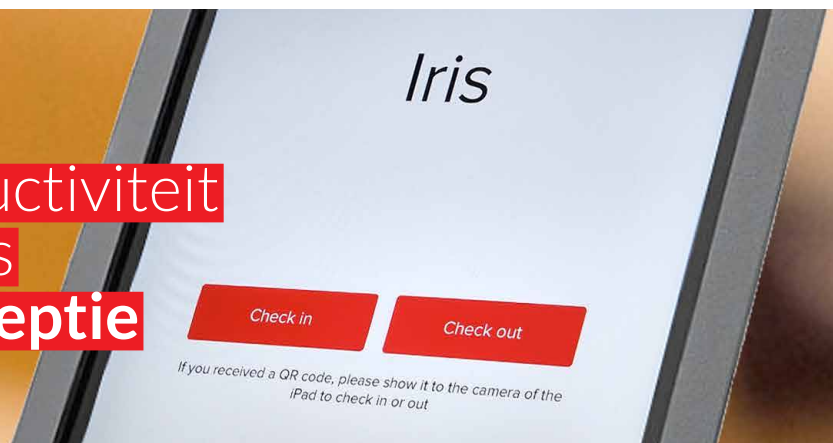 Iris
uctiviteit
s
eptie
Check in
Check out
If you received a QR code, please show it to the camera of the
iPad to check in or out